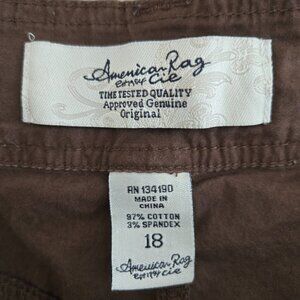 American Rag
Cie
TIME TESTED QUALITY
Approved Genuine
Original
RN 134190
MADE IN
CHINA
97% COTTON
3% SPANDEX
18
American Rag
Cie